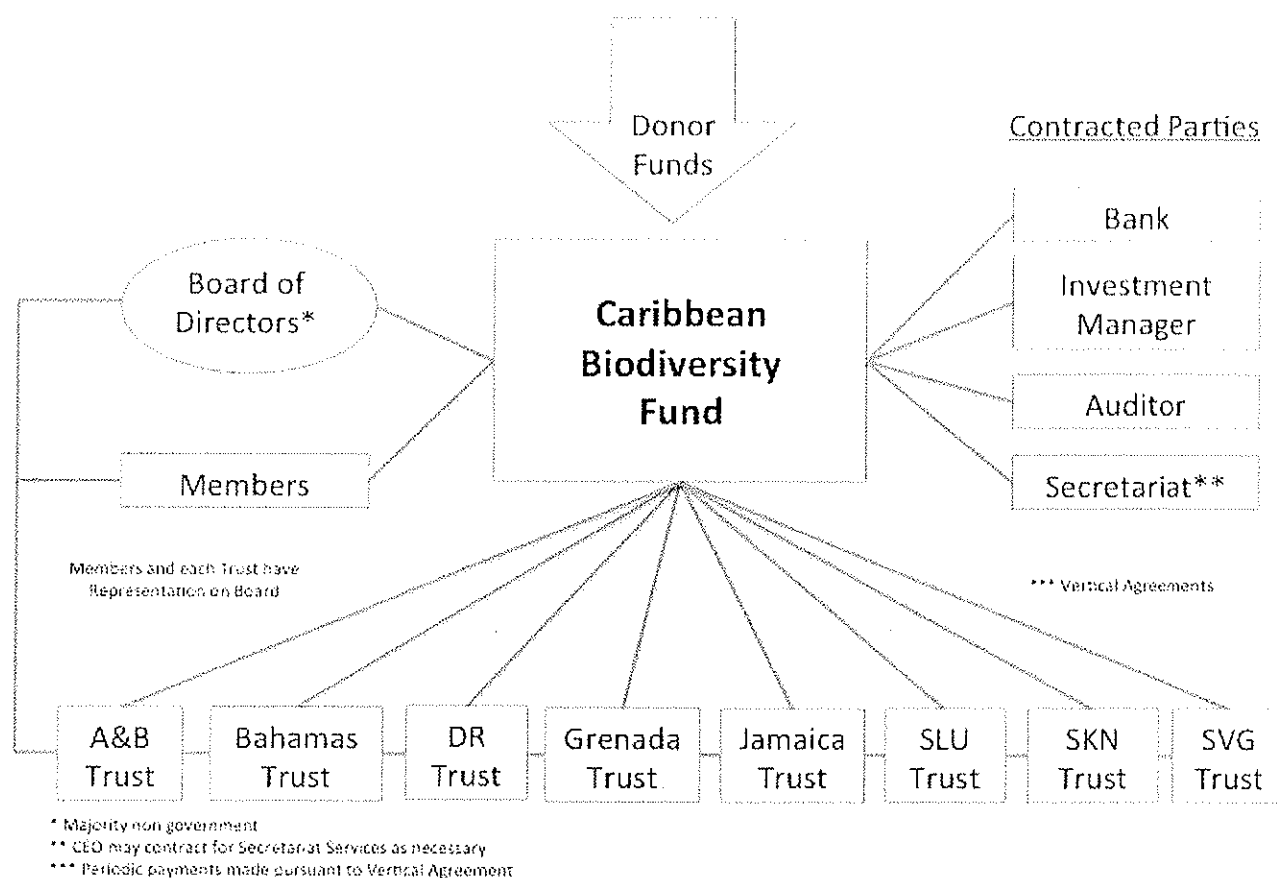 Donor
Funds
Contracted Parties
Bank
Board of
Directors*
Caribbean
Biodiversity
Fund
Investment
Manager
Auditor
Members
Secretariat**
Members and each Trust have
Representation on Board
*** Vertical Agreements
A&B
Trust
Bahamas
Trust
DR
Trust
Grenada
Trust
Jamaica
Trust
SLU
Trust
SKN
Trust
SVG
Trust
* Majority non government
** CEO may contract for Secretariat Services as necessary
*** Periodic payments made pursuant to Vertical Agreement